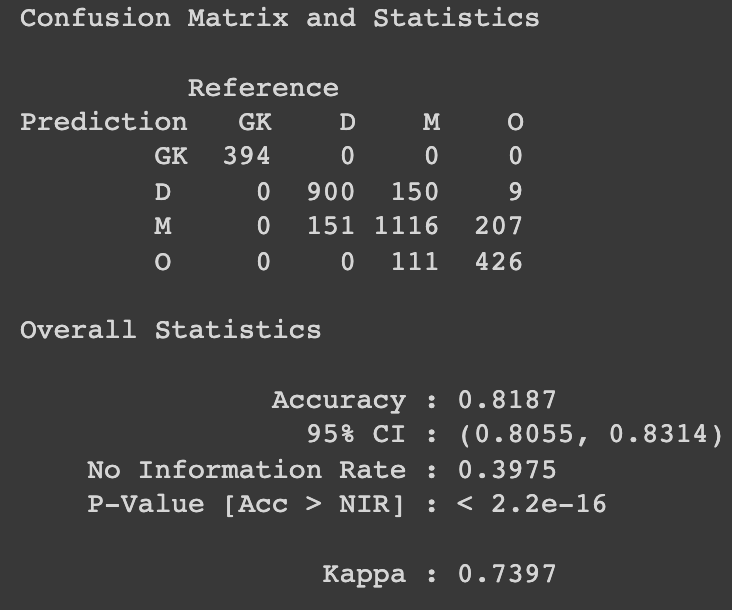 Confusion Matrix and Statistics
Reference
Prediction GK D M O
GK 394 0 0 0
D 0 900 150 9
M 0 151 1116 207
O 0 0 111 426
Overall Statistics
Accuracy : 0.8187
95% CI : (0.8055, 0.8314)
No Information Rate : 0.3975
P-Value [Acc > NIR] : < 2.2e-16
Kappa : 0.7397